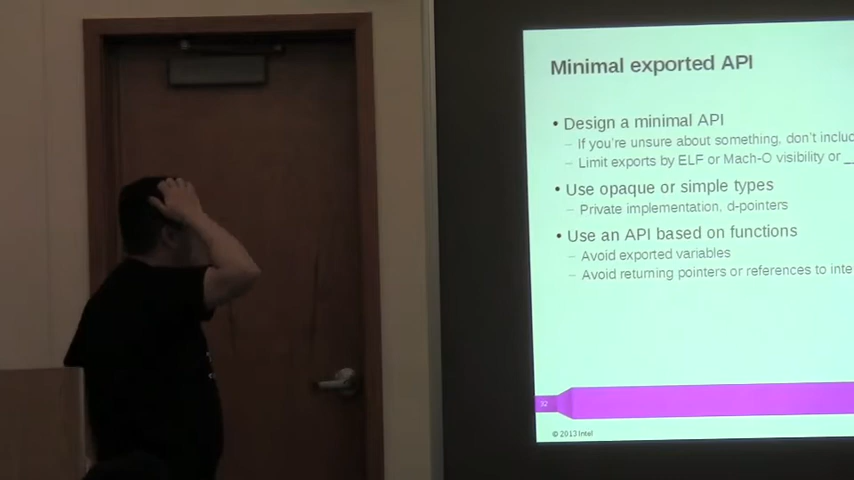 Minimal exported API
• Design a minimal API
– If you're unsure about something, don't
– Limit exports by ELF or Mach-O visibility or
• Use opaque or simple types
– Private implementation, d-pointers
• Use an API based on functions
– Avoid exported variables
– Avoid returning pointers or references to
32
© 2013 Intel